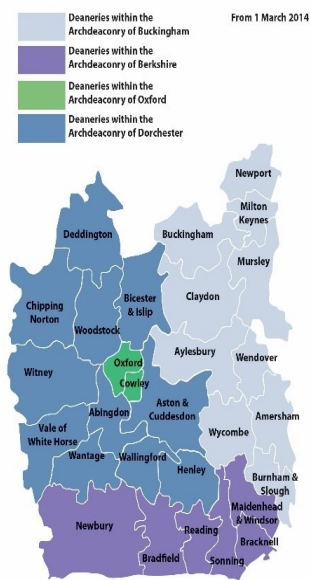 Deaneries within the
Archdeaconry of Buckingham
From 1 March 2014
Deaneries within the
Archdeaconry of Berkshire
Deaneries within the
Archdeaconry of Oxford
Deaneries within the
Archdeaconry of Dorchester
Newport
Milton
Keynes
Deddington
Buckingham
Mursley
Claydon
Bicester
& Islip
Chipping
Norton
Woodstock
Aylesbury
Wendover
Oxford
Witney
Cowley
Aston &
Cuddesdon
Abingdon
Amersham
Wycombe
Vale of
White Horse
Wantage
Wallingford
Henley
Burnham &
Slough
Maidenhead
& Windsor
Newbury
Reading
Bracknell
Bradfield
Sonning